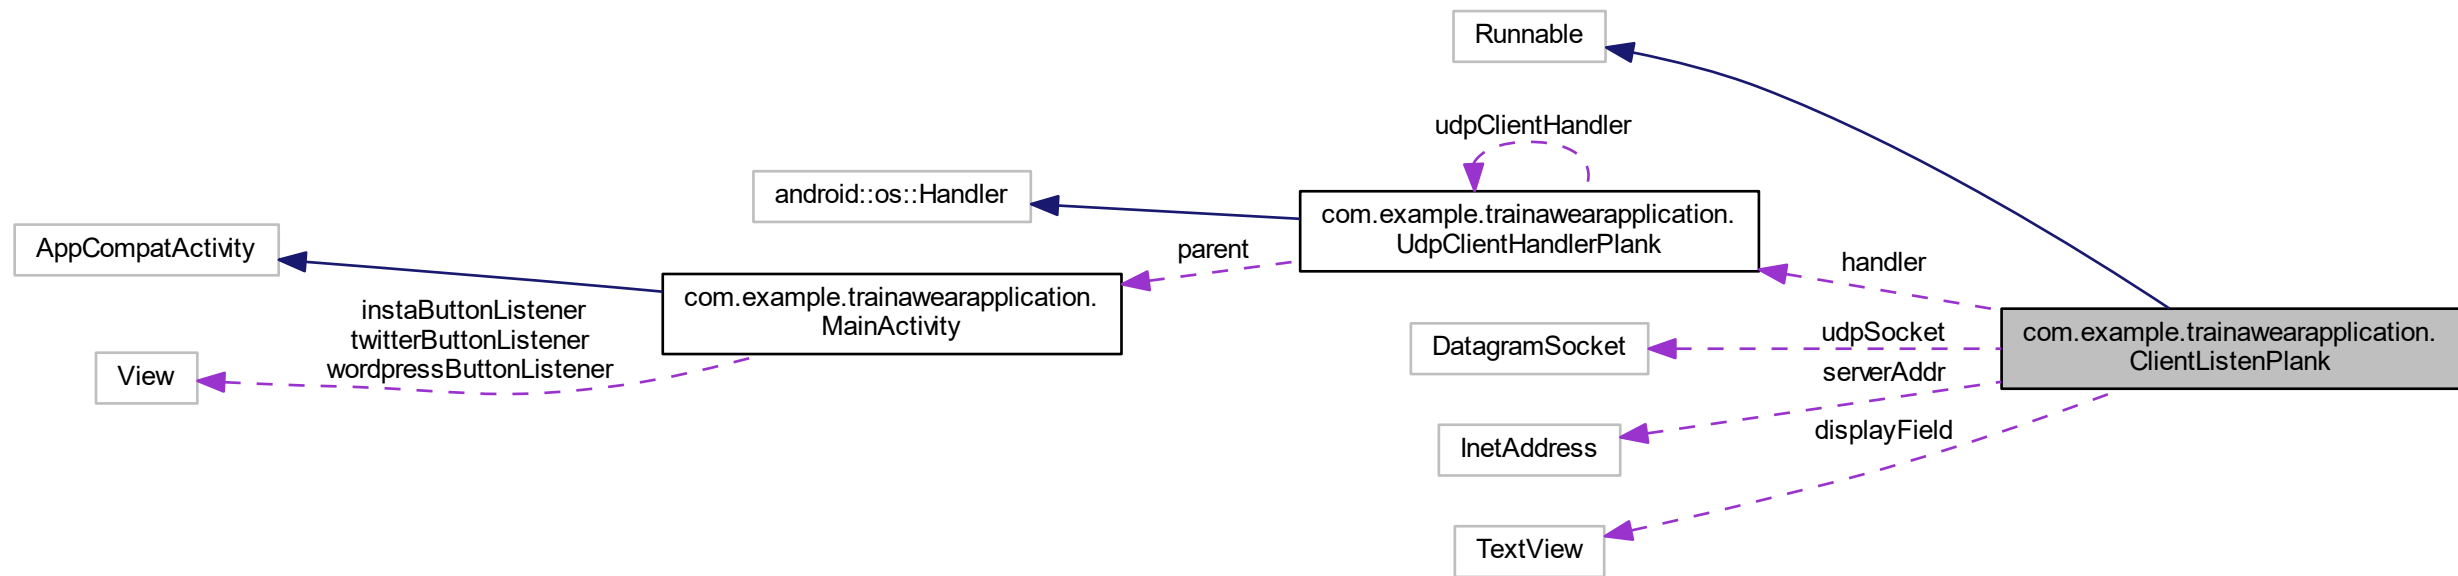 Runnable
udpClientHandler
android::os::Handler
com.example.trainawearapplication.
UdpClientHandlerPlank
AppCompatActivity
parent
handler
com.example.trainawearapplication.
MainActivity
instaButtonListener
twitterButtonListener
wordpressButtonListener
View
DatagramSocket
udpSocket
com.example.trainawearapplication.
ClientListenPlank
serverAddr
InetAddress
displayField
TextView